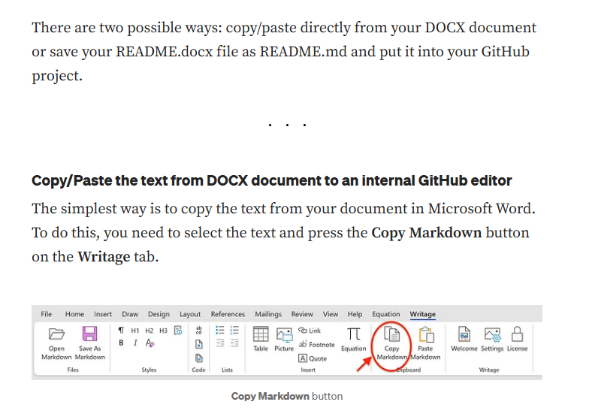 There are two possible ways: copy/paste directly from your DOCX document
or save your README.docx file as README.md and put it into your GitHub
project.
. . .
Copy/Paste the text from DOCX document to an internal GitHub editor
The simplest way is to copy the text from your document in Microsoft Word.
To do this, you need to select the text and press the Copy Markdown button
on the Writage tab.
File Home Insert Draw Design Layout References Mailings Review View Help Equation Writage
¶ H1 H2 H3 Link
B I Footnote
Open Save As Table Picture Equation Copy Paste Welcome Settings License
Markdown Markdown Quote Markdown Markdown
Files Styles Code Lists Insert Clipboard Writage
Copy Markdown button